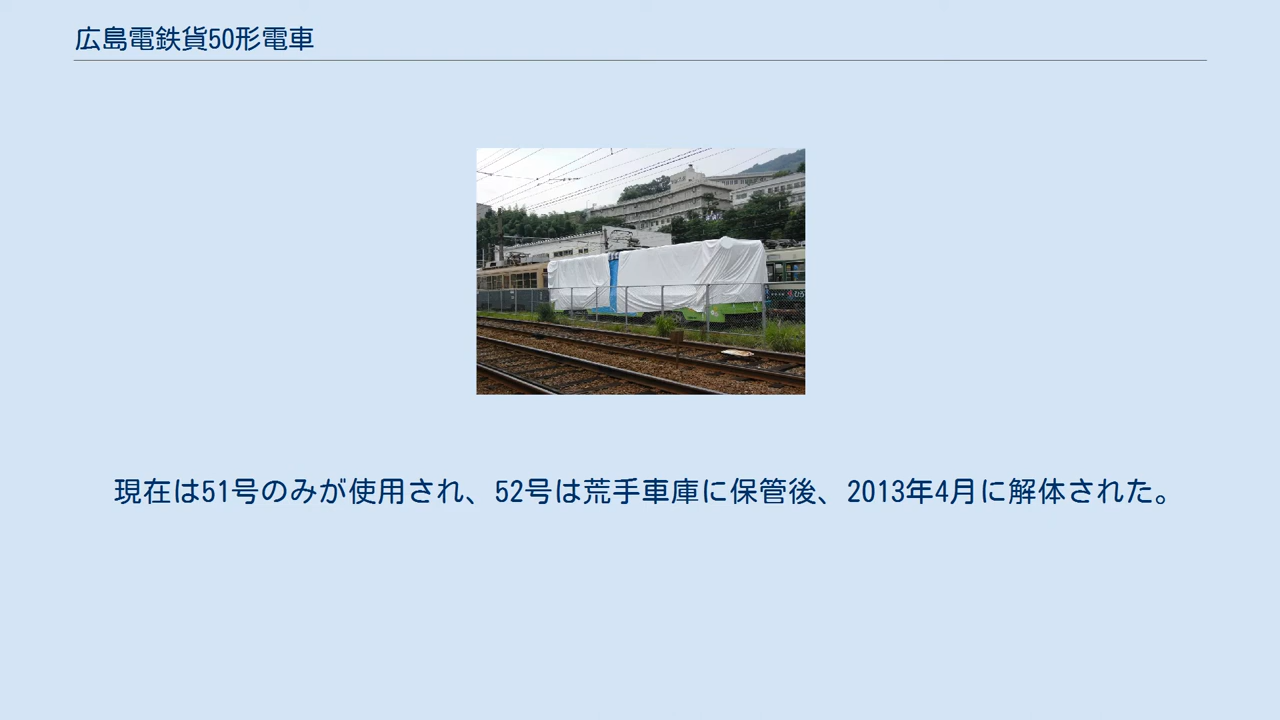 広島電鉄貨50形電車
現在は51号のみが使用され、52号は荒手車庫に保管後、2013年4月に解体された。